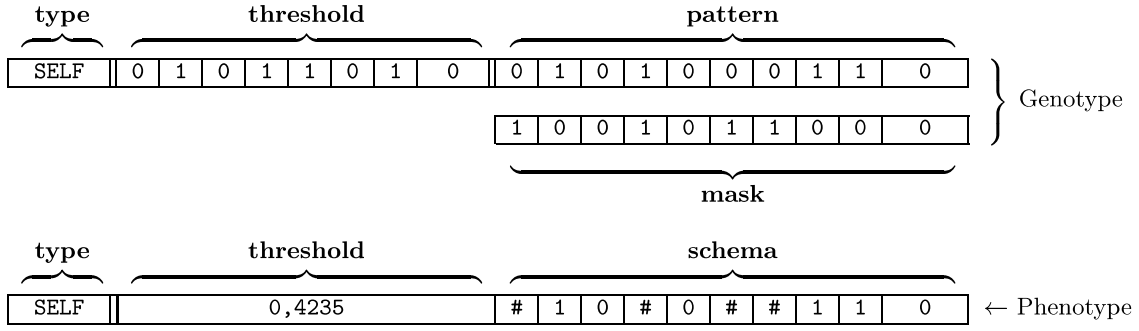 type threshold pattern
SELF 0 1 0 1 1 0 1 0 0 1 0 1 0 0 0 1 1 0
Genotype
1 0 0 1 0 1 1 0 0 0
mask
type threshold schema
SELF 0,4235 # 1 0 # 0 # # 1 1 0 ← Phenotype